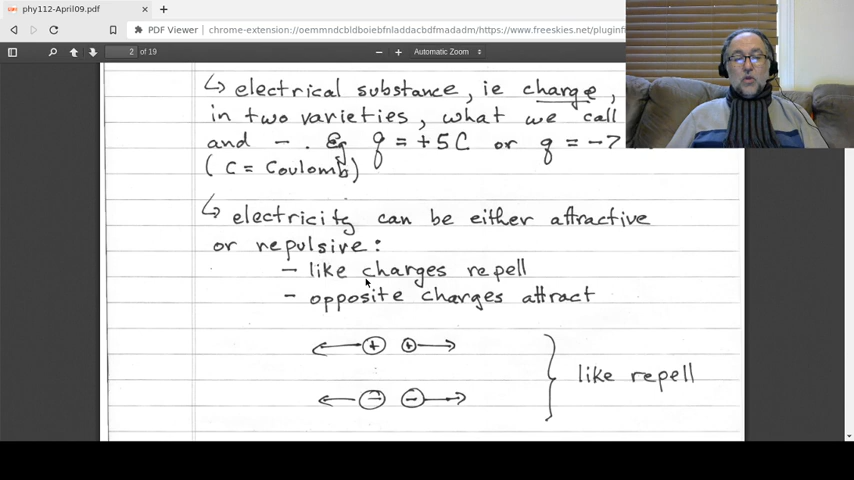 phy112-April09.pdf
PDF Viewer
chrome-extension://oemmndcbldboiebfnladdacbdfmadadm/https://www.freeskies.net/pluginfi
2 of 19
Automatic Zoom
↳ electrical substance, ie charge,
in two varieties, what we call
and - . Eg q = +5C or q = -7
( C = Coulomb )
↳ electricity can be either attractive
or repulsive:
- like charges repell
- opposite charges attract
+ +
- -
like repell